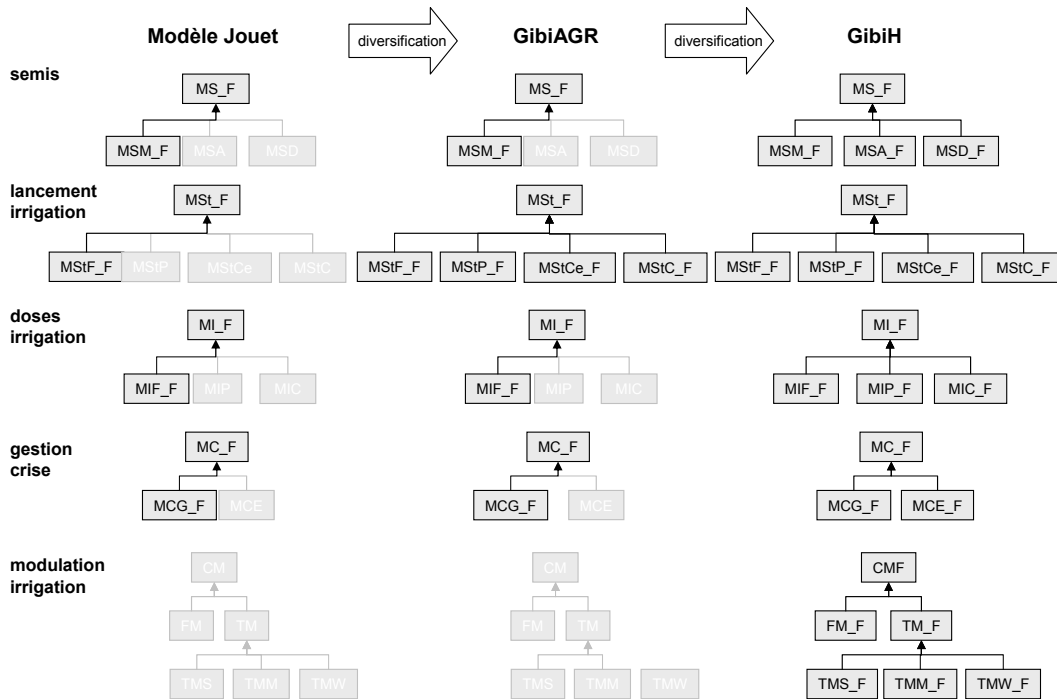 Modèle Jouet
diversification
GibiAGR
diversification
GibiH
semis
MS_F
MS_F
MS_F
MSM_F MSA MSD
MSM_F MSA MSD
MSM_F MSA_F MSD_F
lancement
irrigation
MSt_F
MSt_F
MSt_F
MStF_F MStP MStCe MStC
MStF_F MStP_F MStCe_F MStC_F
MStF_F MStP_F MStCe_F MStC_F
doses
irrigation
MI_F
MI_F
MI_F
MIF_F MIP MIC
MIF_F MIP MIC
MIF_F MIP_F MIC_F
gestion
crise
MC_F
MC_F
MC_F
MCG_F MCE
MCG_F MCE
MCG_F MCE_F
modulation
irrigation
CM
CM
CMF
FM TM
FM TM
FM_F TM_F
TMS TMM TMW
TMS TMM TMW
TMS_F TMM_F TMW_F